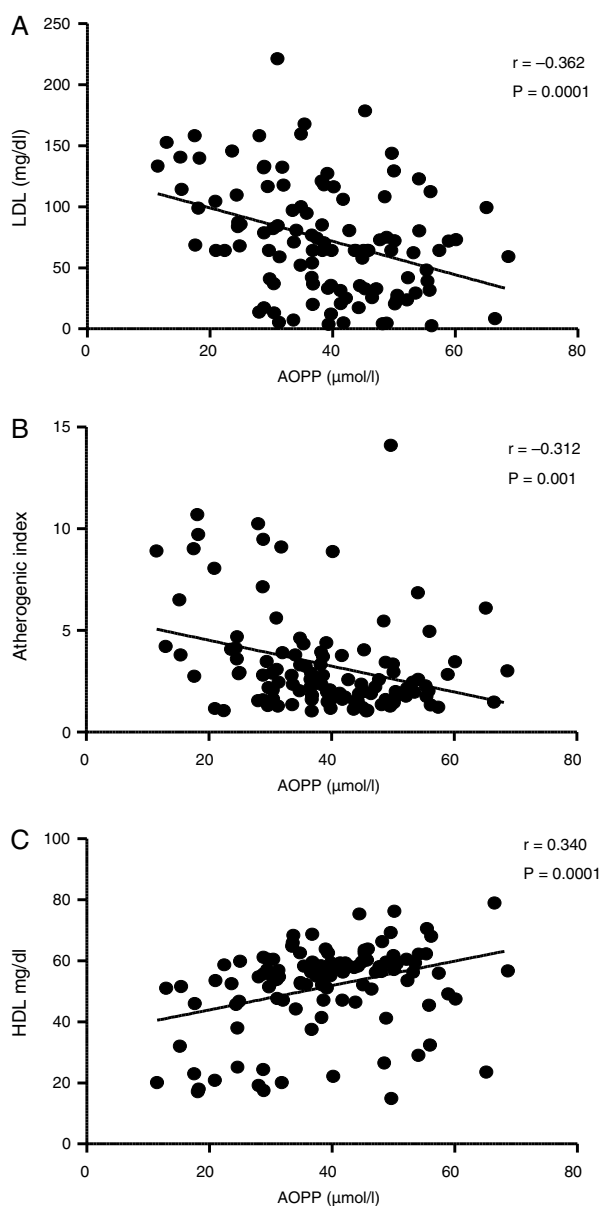 A
250
200
150
100
50
0
LDL (mg/dl)
r = –0.362
P = 0.0001
0 20 40 60 80
AOPP (µmol/l)
B
15
10
5
0
Atherogenic index
r = –0.312
P = 0.001
0 20 40 60 80
AOPP (µmol/l)
C
100
80
60
40
20
0
HDL mg/dl
r = 0.340
P = 0.0001
0 20 40 60 80
AOPP (µmol/l)